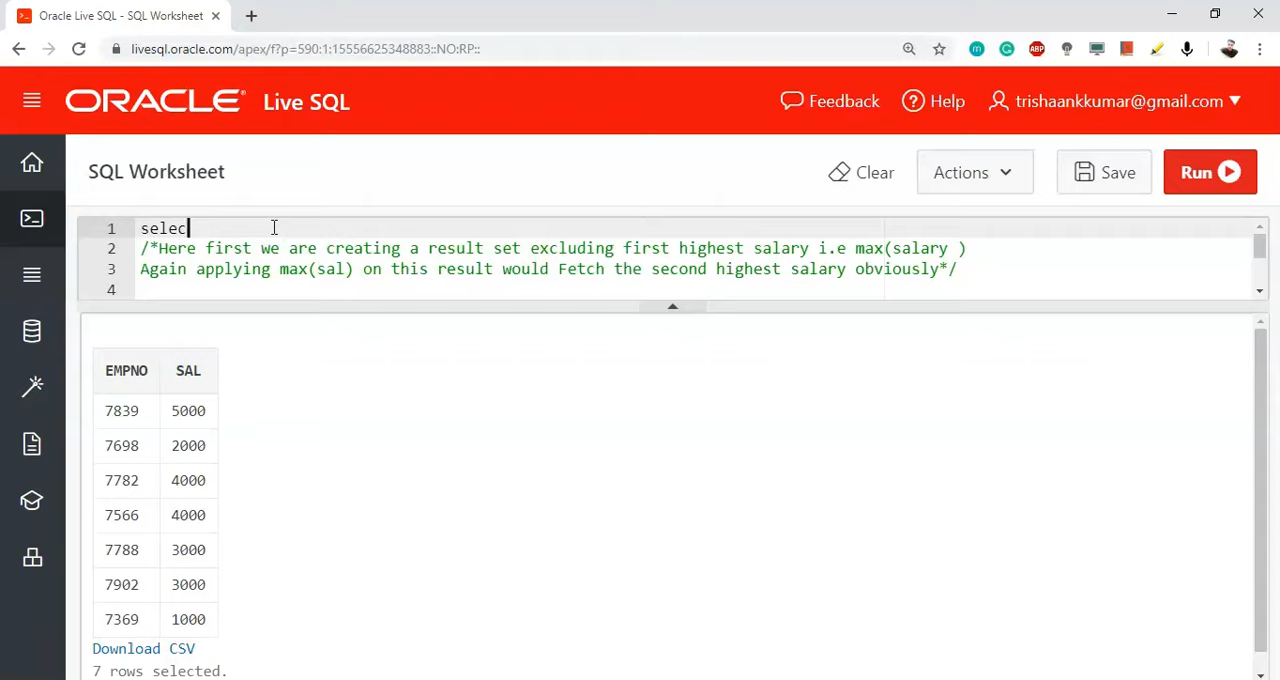 Oracle Live SQL - SQL Worksheet
livesql.oracle.com/apex/f?p=590:1:15556625348883::NO:RP::
ORACLE Live SQL
Feedback
Help
trishaankkumar@gmail.com
SQL Worksheet
Clear
Actions
Save
Run
1 selec
2 /*Here first we are creating a result set excluding first highest salary i.e max(salary )
3 Again applying max(sal) on this result would Fetch the second highest salary obviously*/
4
EMPNO SAL
7839 5000
7698 2000
7782 4000
7566 4000
7788 3000
7902 3000
7369 1000
Download CSV
7 rows selected.